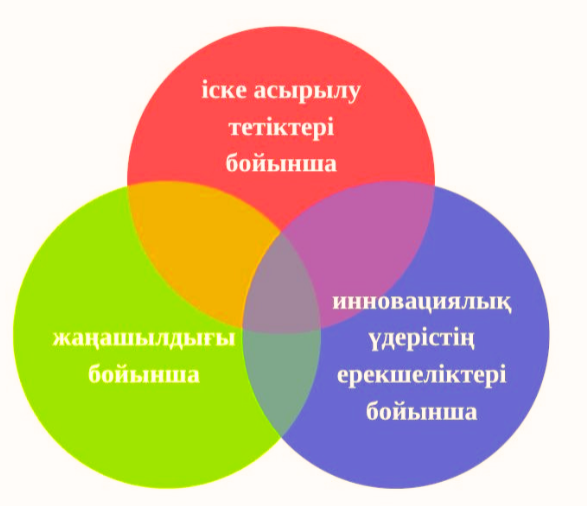 іске асырылу
тетіктері
бойынша
жаңашылдығы
бойынша
инновациялық
үдерістің
ерекшеліктері
бойынша